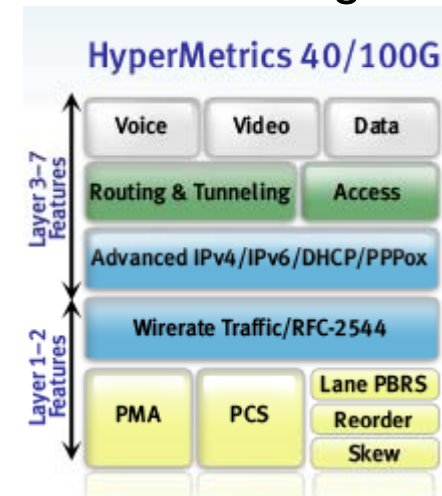 HyperMetrics 40/100G
Layer 3–7
Features
Voice
Video
Data
Routing & Tunneling
Access
Advanced IPv4/IPv6/DHCP/PPPox
Layer 1–2
Features
Wirerate Traffic/RFC-2544
PMA
PCS
Lane PBRS
Reorder
Skew